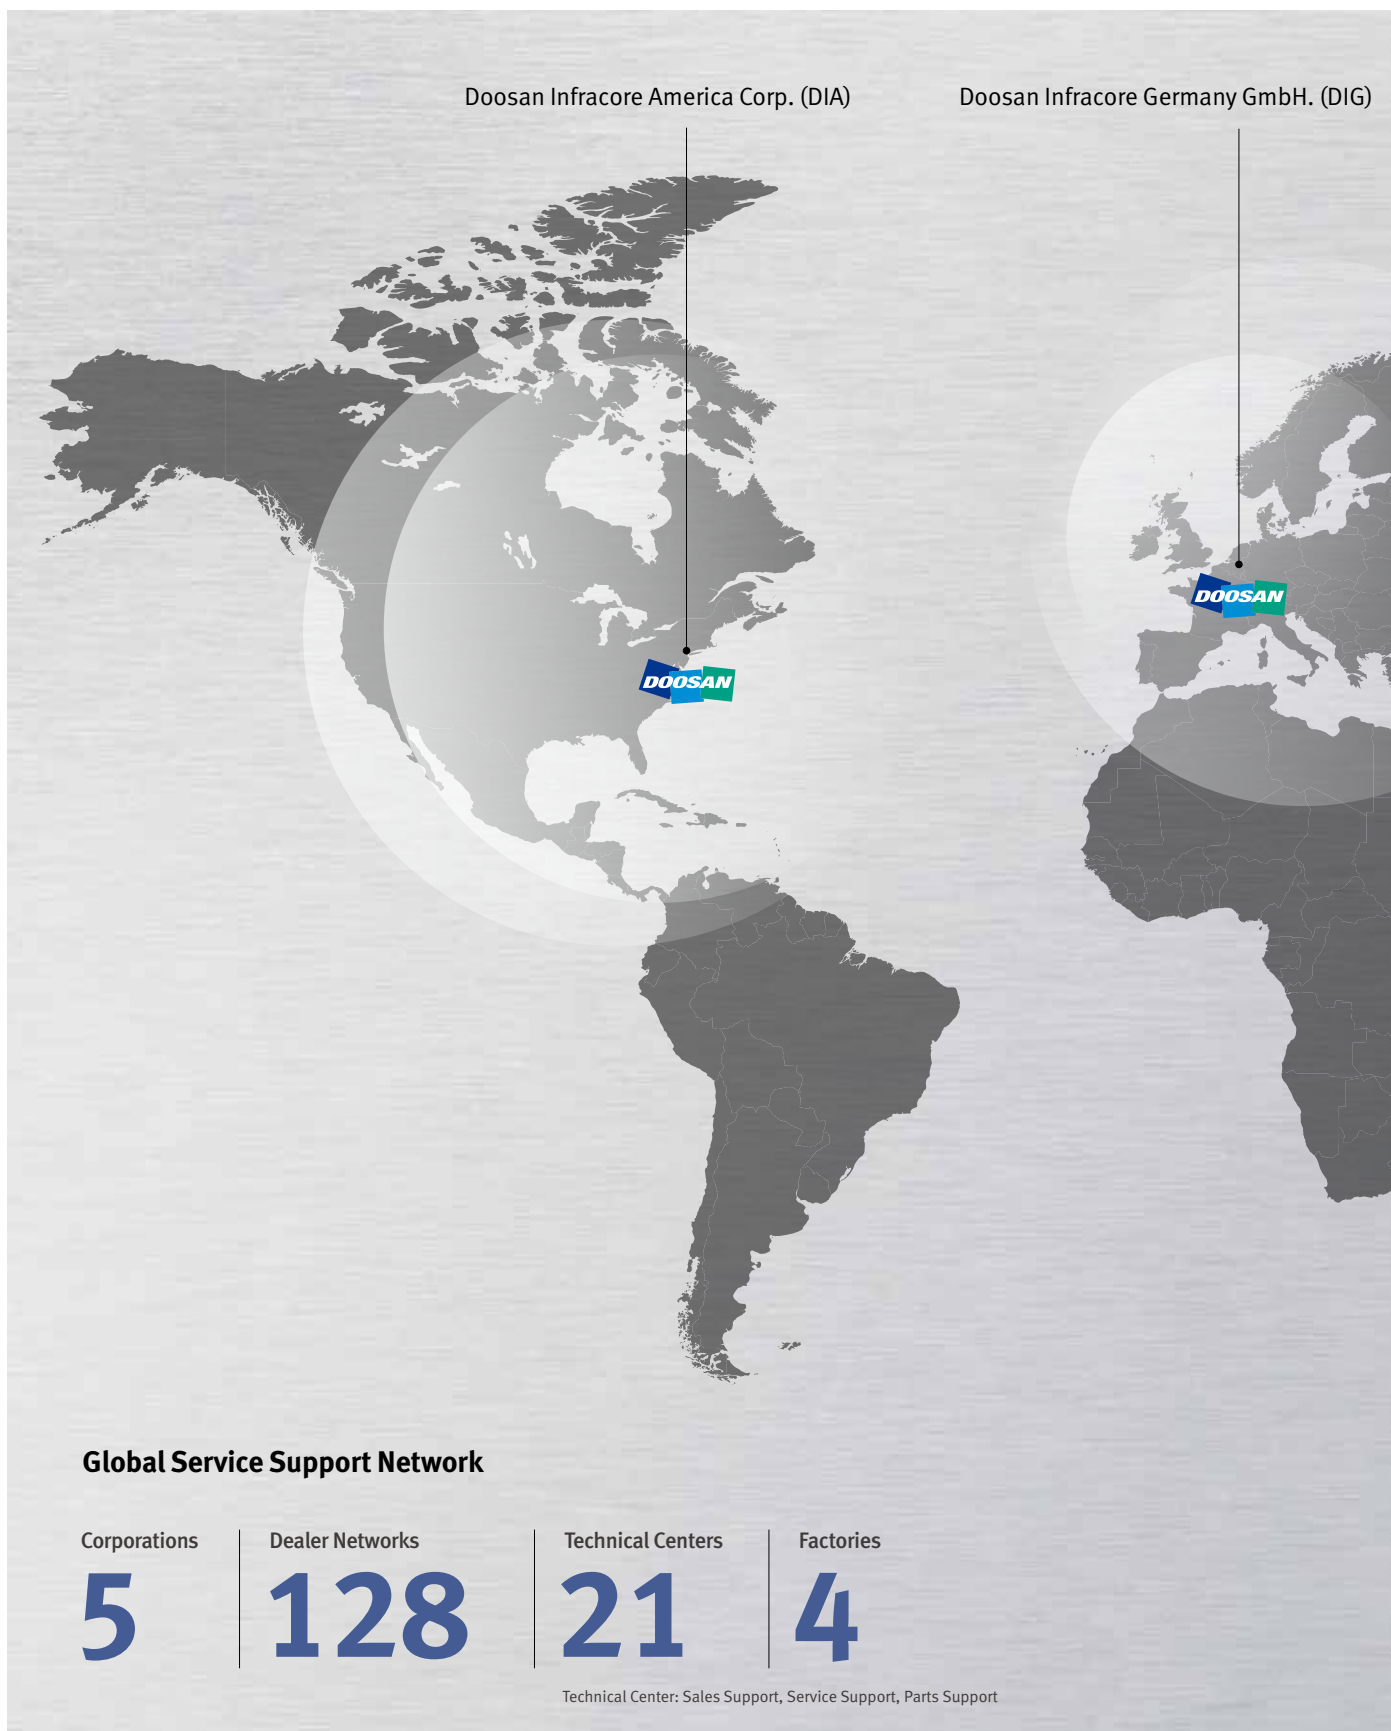 Doosan Infracore America Corp. (DIA)
Doosan Infracore Germany GmbH. (DIG)
DOOSAN
DOOSAN
Global Service Support Network
Corporations
5
Dealer Networks
128
Technical Centers
21
Factories
4
Technical Center: Sales Support, Service Support, Parts Support